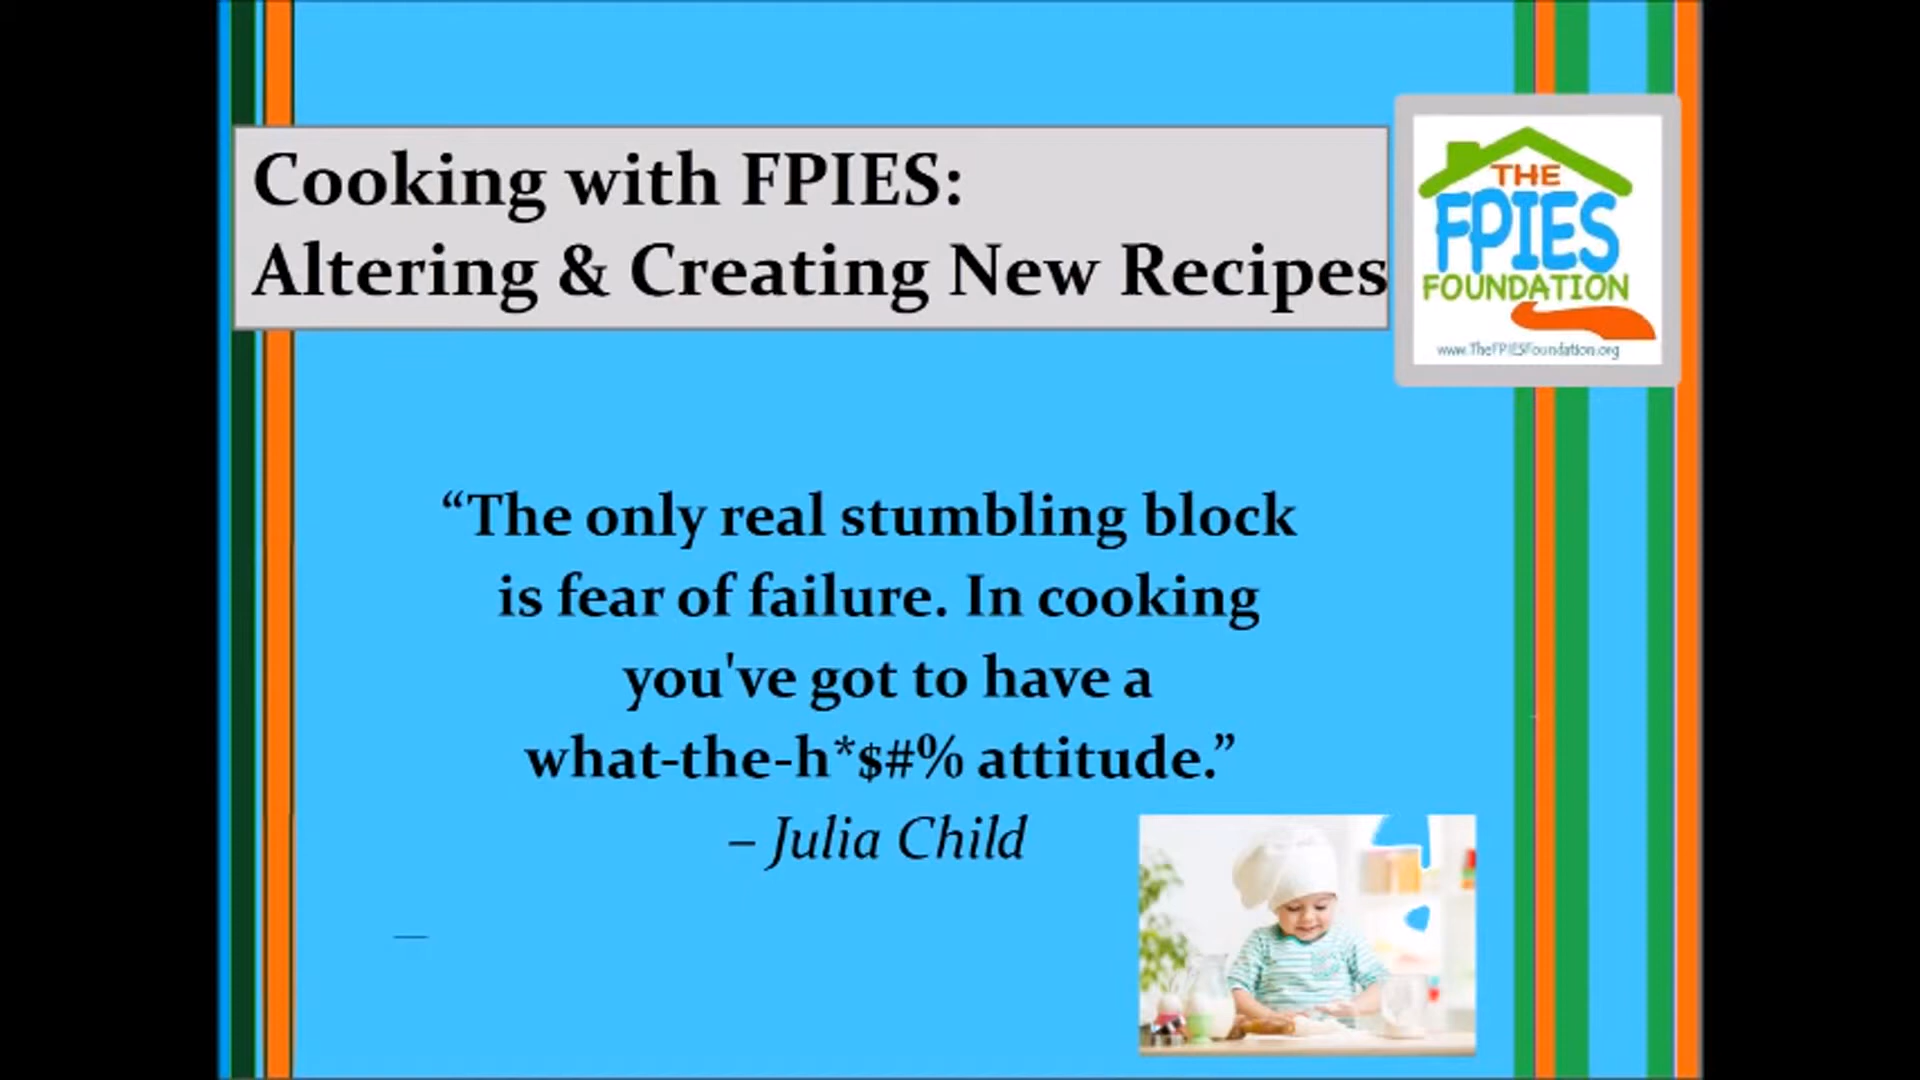 Cooking with FPIES:
Altering & Creating New Recipes
THE
FPIES
FOUNDATION
www.TheFPIESFoundation.org
“The only real stumbling block
is fear of failure. In cooking
you've got to have a
what-the-h*$#% attitude.”
– Julia Child